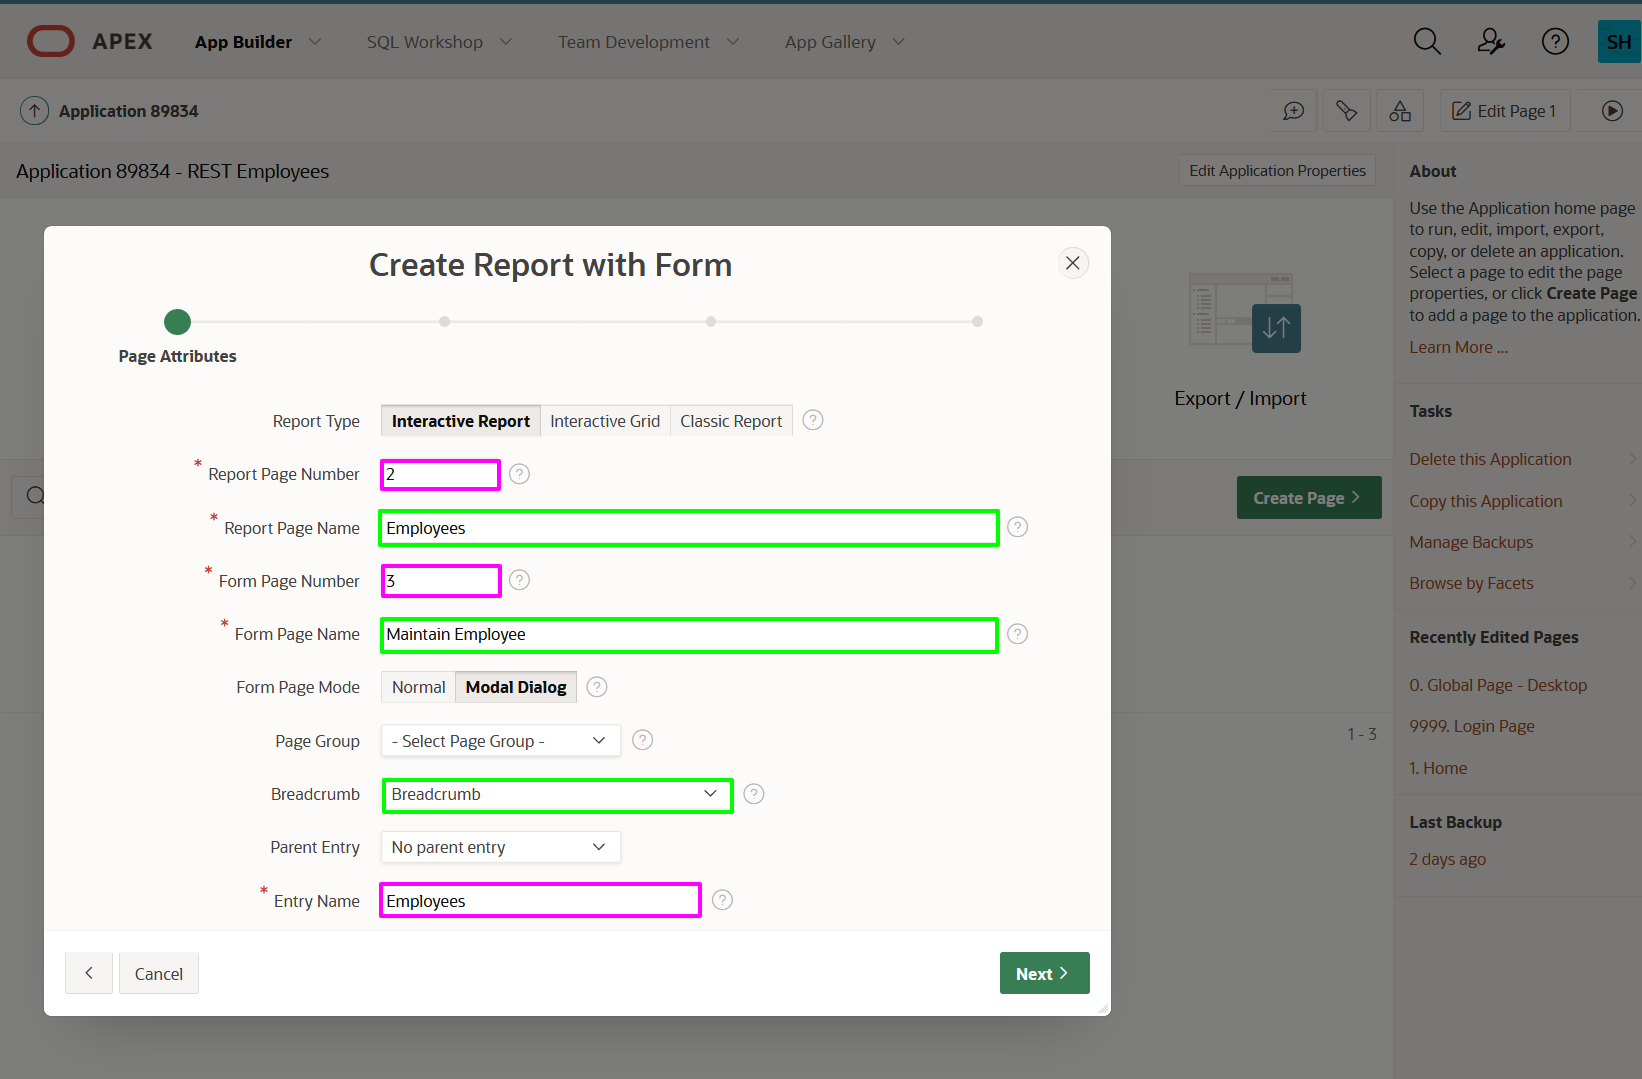 APEX
App Builder
SQL Workshop
Team Development
App Gallery
SH
Application 89834
Edit Page 1
Application 89834 - REST Employees
Edit Application Properties
About
Use the Application home page
to run, edit, import, export,
copy, or delete an application.
Select a page to edit the page
properties, or click Create Page
to add a page to the application.
Learn More ...
Export / Import
Create Page
1 - 3
Tasks
Delete this Application
Copy this Application
Manage Backups
Browse by Facets
Recently Edited Pages
0. Global Page - Desktop
9999. Login Page
1. Home
Last Backup
2 days ago
Create Report with Form
Page Attributes
Report Type
Interactive Report
Interactive Grid
Classic Report
* Report Page Number
2
* Report Page Name
Employees
* Form Page Number
3
* Form Page Name
Maintain Employee
Form Page Mode
Normal
Modal Dialog
Page Group
- Select Page Group -
Breadcrumb
Breadcrumb
Parent Entry
No parent entry
* Entry Name
Employees
Cancel
Next